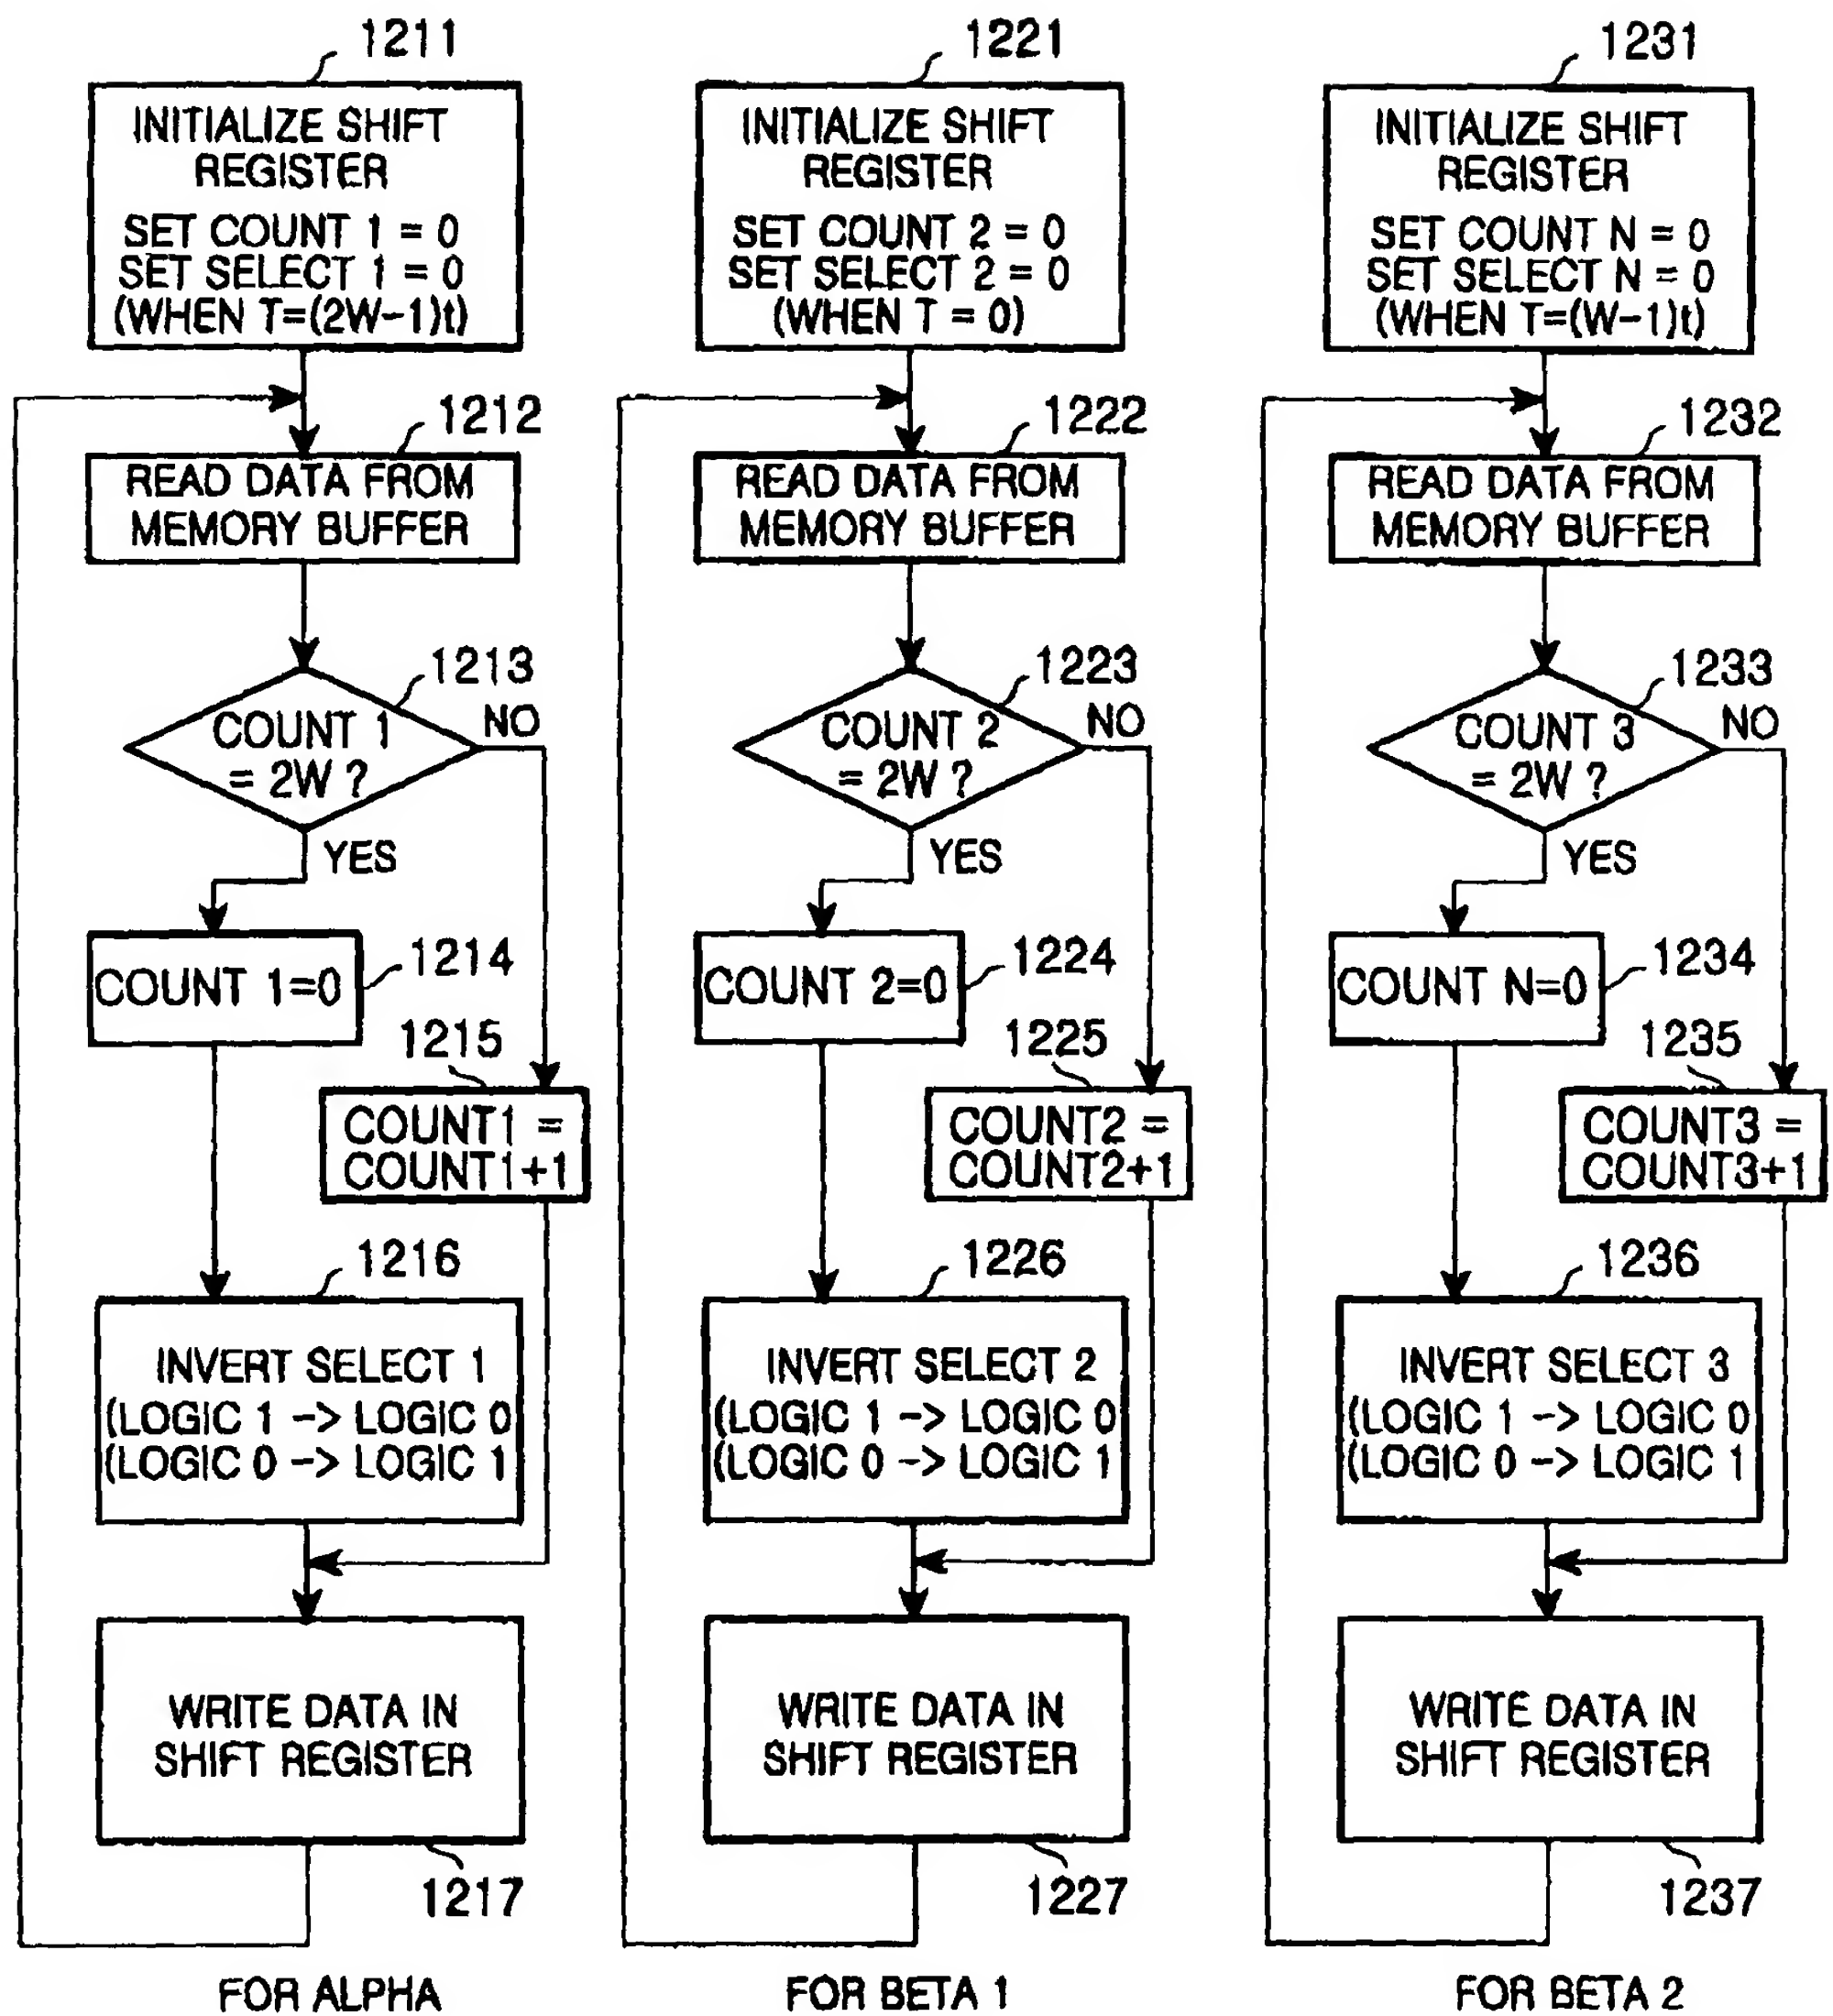 1211
INITIALIZE SHIFT
REGISTER
SET COUNT 1 = 0
SET SELECT 1 = 0
(WHEN T=(2W-1)t)
1212
READ DATA FROM
MEMORY BUFFER
1213
COUNT 1
= 2W ?
NO
YES
COUNT 1=0
1214
1215
COUNT1 =
COUNT1+1
1216
INVERT SELECT 1
(LOGIC 1 -> LOGIC 0
(LOGIC 0 -> LOGIC 1
WRITE DATA IN
SHIFT REGISTER
1217
FOR ALPHA
1221
INITIALIZE SHIFT
REGISTER
SET COUNT 2 = 0
SET SELECT 2 = 0
(WHEN T = 0)
1222
READ DATA FROM
MEMORY BUFFER
1223
COUNT 2
= 2W ?
NO
YES
COUNT 2=0
1224
1225
COUNT2 =
COUNT2+1
1226
INVERT SELECT 2
(LOGIC 1 -> LOGIC 0
(LOGIC 0 -> LOGIC 1
WRITE DATA IN
SHIFT REGISTER
1227
FOR BETA 1
1231
INITIALIZE SHIFT
REGISTER
SET COUNT N = 0
SET SELECT N = 0
(WHEN T=(W-1)t)
1232
READ DATA FROM
MEMORY BUFFER
1233
COUNT 3
= 2W ?
NO
YES
COUNT N=0
1234
1235
COUNT3 =
COUNT3+1
1236
INVERT SELECT 3
(LOGIC 1 -> LOGIC 0
(LOGIC 0 -> LOGIC 1
WRITE DATA IN
SHIFT REGISTER
1237
FOR BETA 2